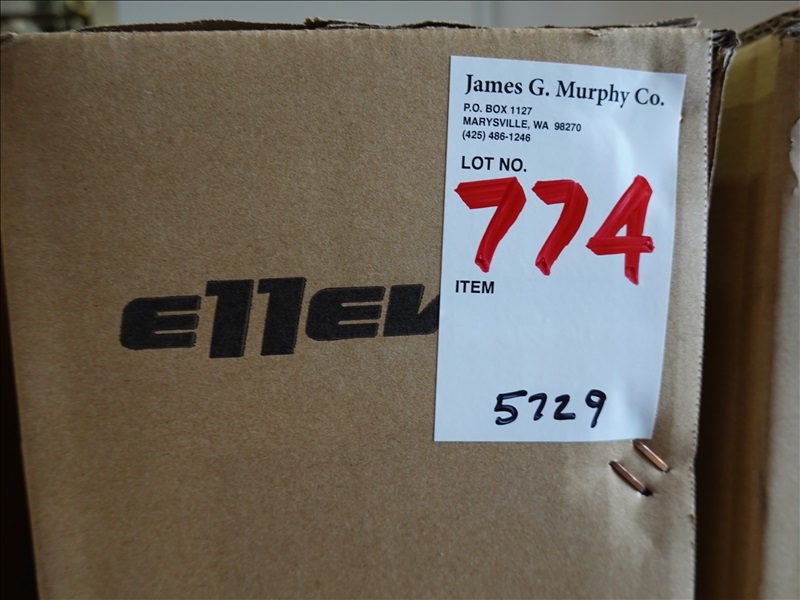 James G. Murphy Co.
P.O. BOX 1127
MARYSVILLE, WA 98270
(425) 486-1246
LOT NO.
774
ITEM
5729